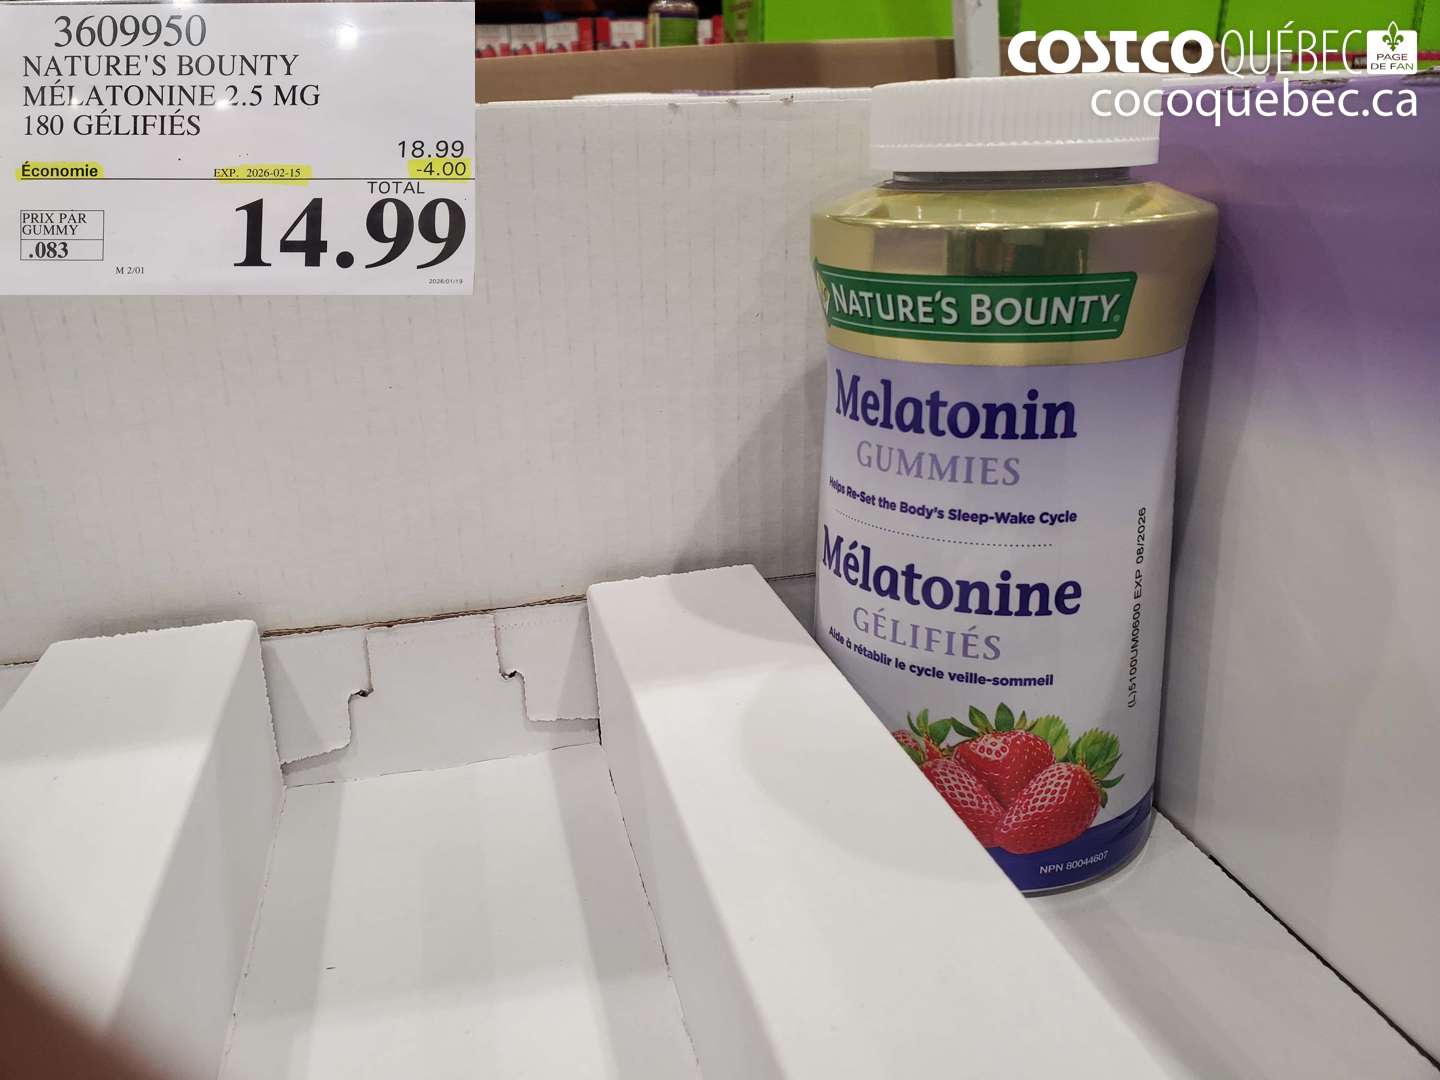 3609950
NATURE'S BOUNTY
MÉLATONINE 2.5 MG
180 GÉLIFIÉS
18.99
Économie EXP. 2026-02-15 -4.00
TOTAL
14.99
PRIX PAR
GUMMY
.083
M 2/01
2026/01/19
COSTCO QUÉBEC PAGE DE FAN
cocoquebec.ca
NATURE'S BOUNTY®
Melatonin
GUMMIES
Helps Re-Set the Body's Sleep-Wake Cycle
Mélatonine
GÉLIFIÉS
Aide à rétablir le cycle veille-sommeil
(L)5100UM0600 EXP 08/2026
NPN 80044607